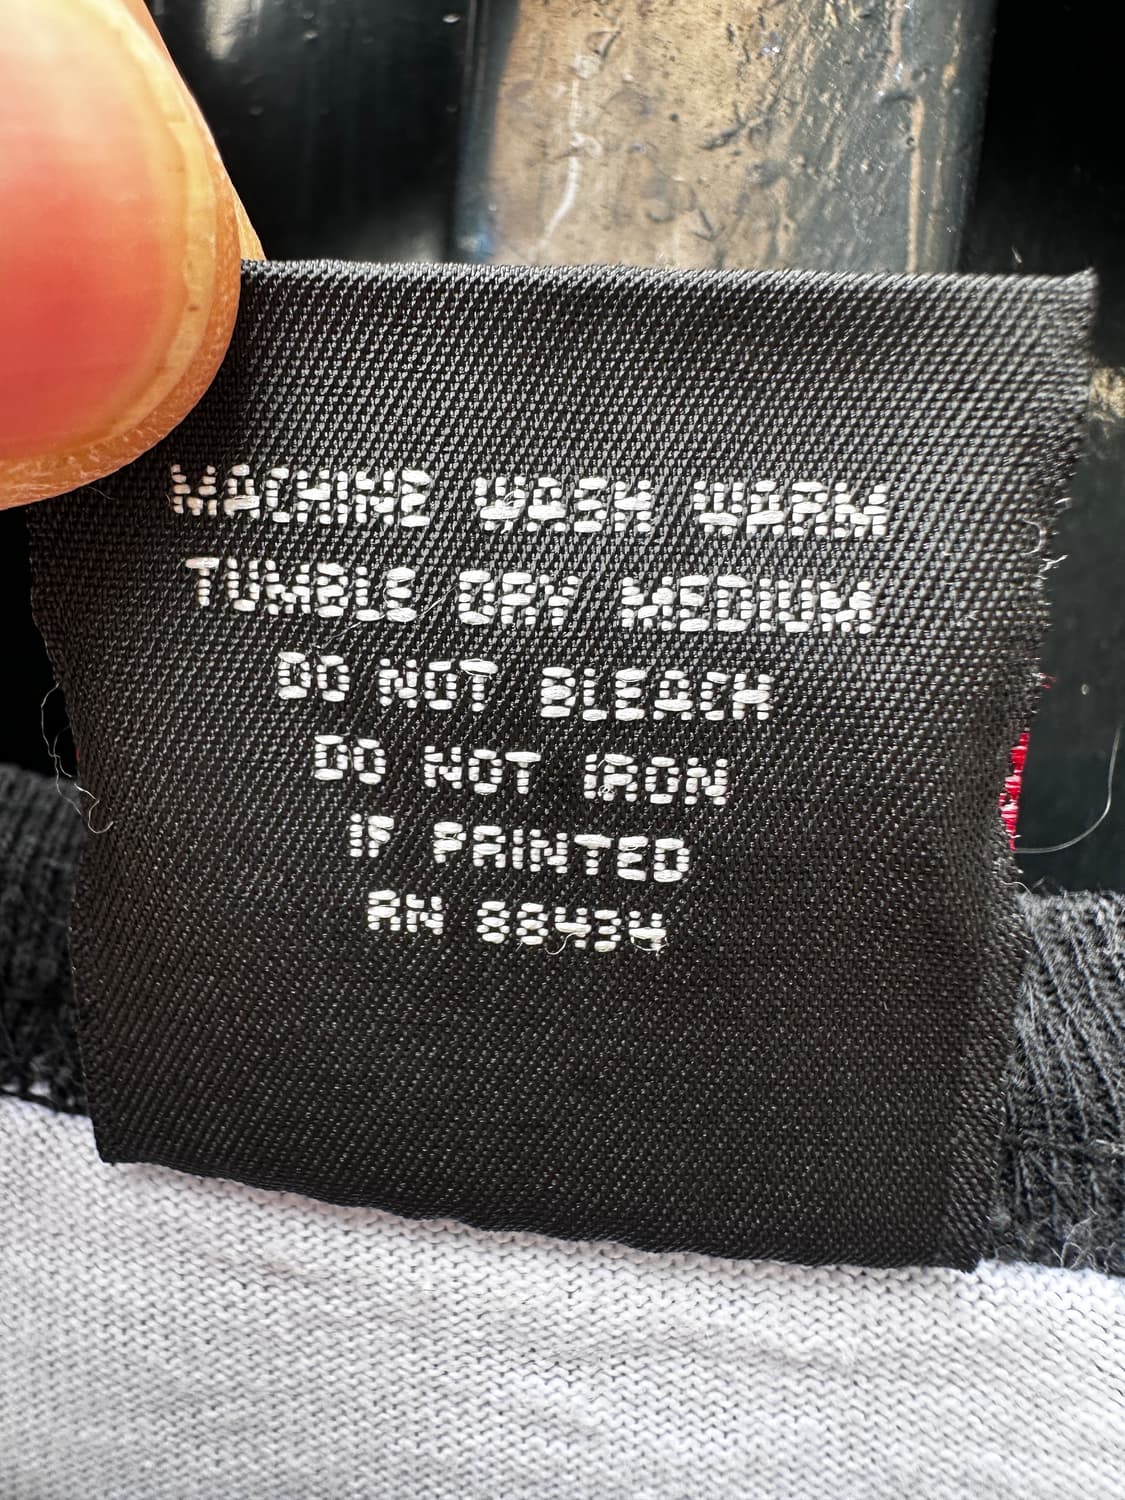 MACHINE WASH WARM
TUMBLE DRY MEDIUM
DO NOT BLEACH
DO NOT IRON
IF PRINTED
RN 88434